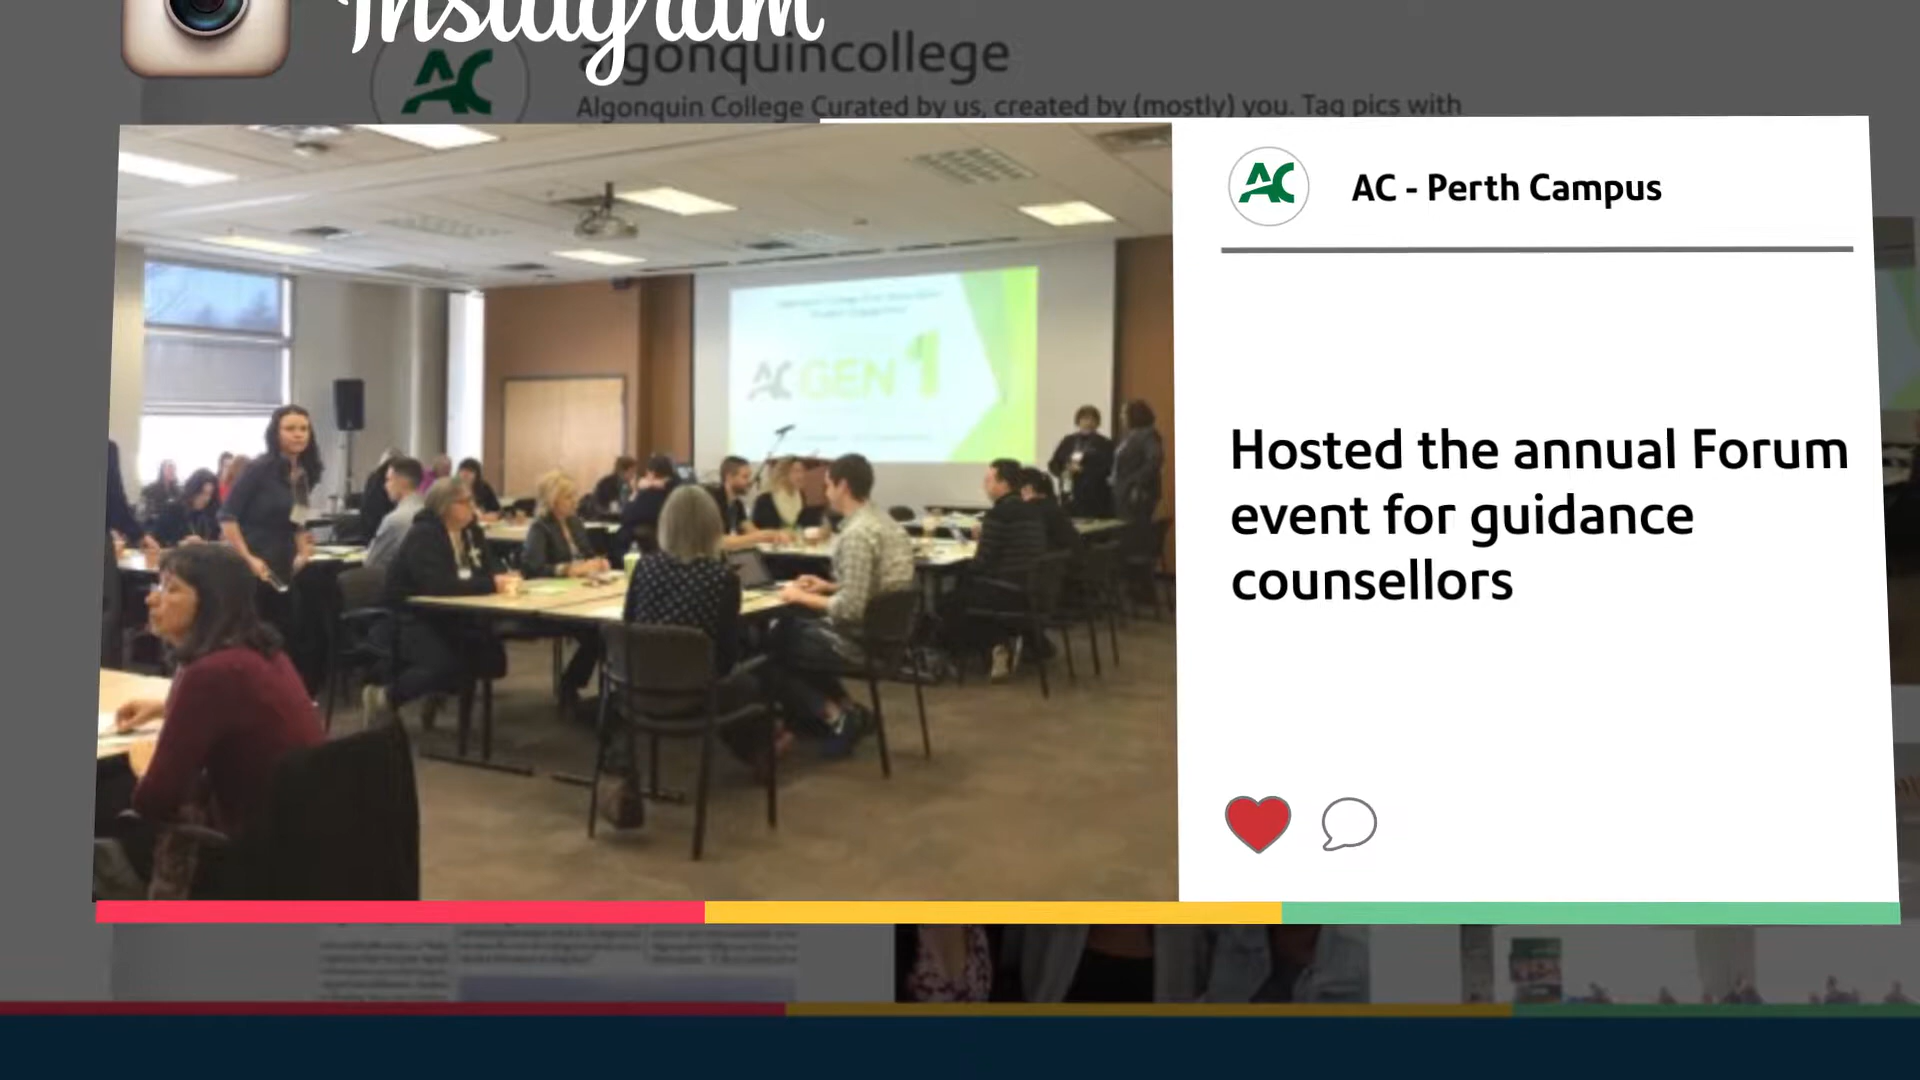 Instagram
algonquincollege
Algonquin College Curated by us, created by (mostly) you. Tag pics with
AC
AC - Perth Campus
AC GEN 1
Hosted the annual Forum
event for guidance
counsellors